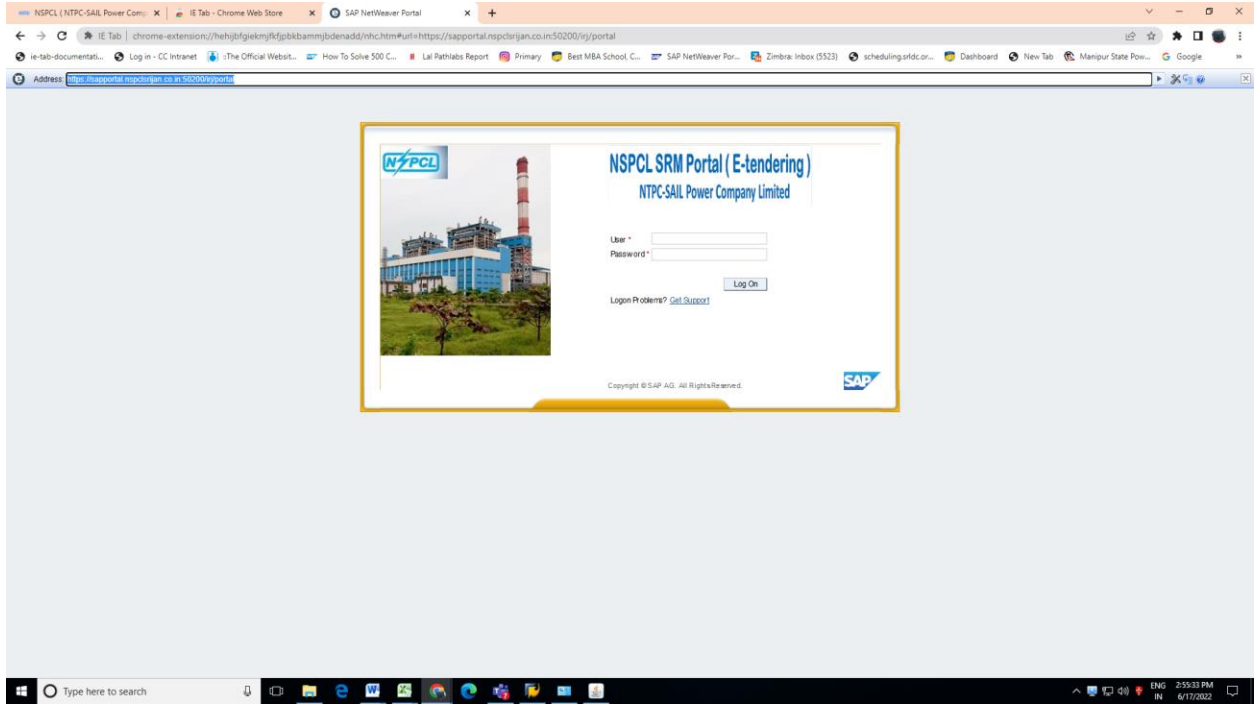 NSPCL ( NTPC-SAIL Power Comp
IE Tab - Chrome Web Store
SAP NetWeaver Portal
IE Tab | chrome-extension://hehijbfgiekmjfkfjpbkbammjbdenadd/nhc.htm#url=https://sapportal.nspclsrijan.co.in:50200/irj/portal
ie-tab-documentati...
Log in - CC Intranet
::The Official Websit...
How To Solve 500 C...
Lal Pathlabs Report
Primary
Best MBA School, C...
SAP NetWeaver Por...
Zimbra: Inbox (5523)
scheduling.srldc.or...
Dashboard
New Tab
Manipur State Pow...
Google
»
Address https://sapportal.nspclsrijan.co.in:50200/irj/portal
NSPCL
NSPCL SRM Portal ( E-tendering )
NTPC-SAIL Power Company Limited
User *
Password *
Log On
Logon Problems? Get Support
Copyright © SAP AG. All Rights Reserved.
SAP
Type here to search
ENG
IN
2:55:33 PM
6/17/2022